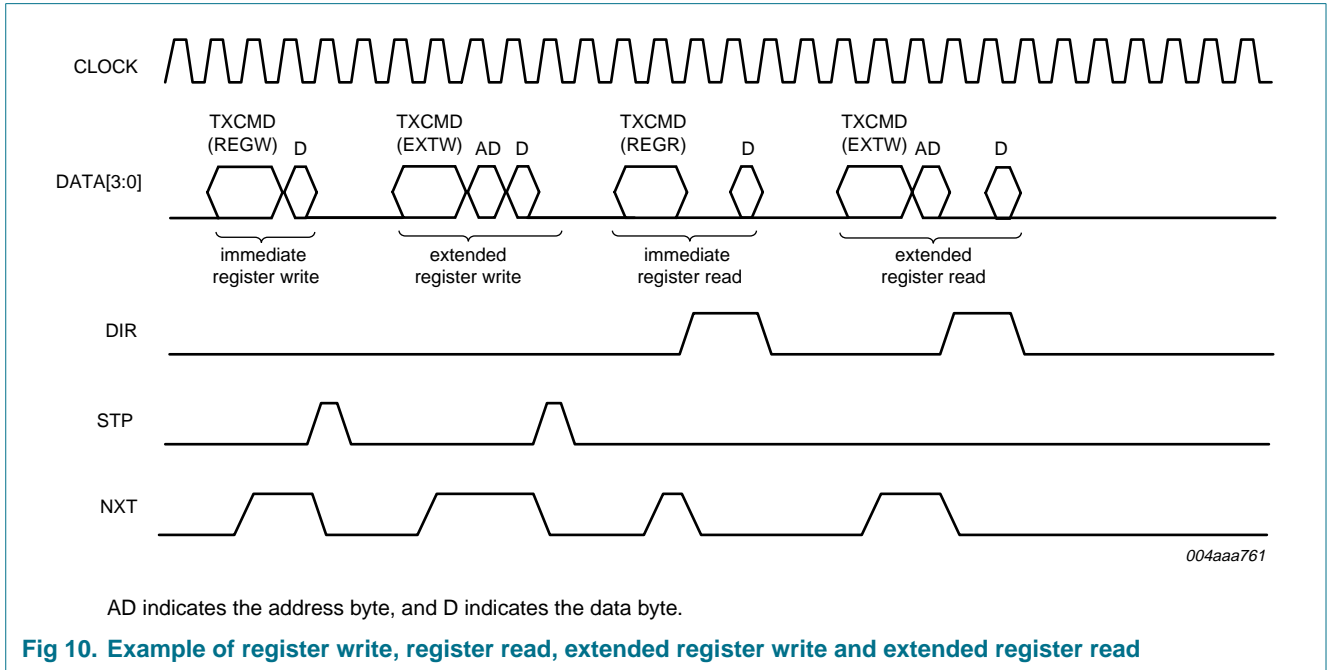 CLOCK
TXCMD TXCMD TXCMD TXCMD
(REGW) D (EXTW) AD D (REGR) D (EXTW) AD D
DATA[3:0]
immediate extended immediate extended
register write register write register read register read
DIR
STP
NXT
004aaa761
AD indicates the address byte, and D indicates the data byte.
Fig 10. Example of register write, register read, extended register write and extended register read